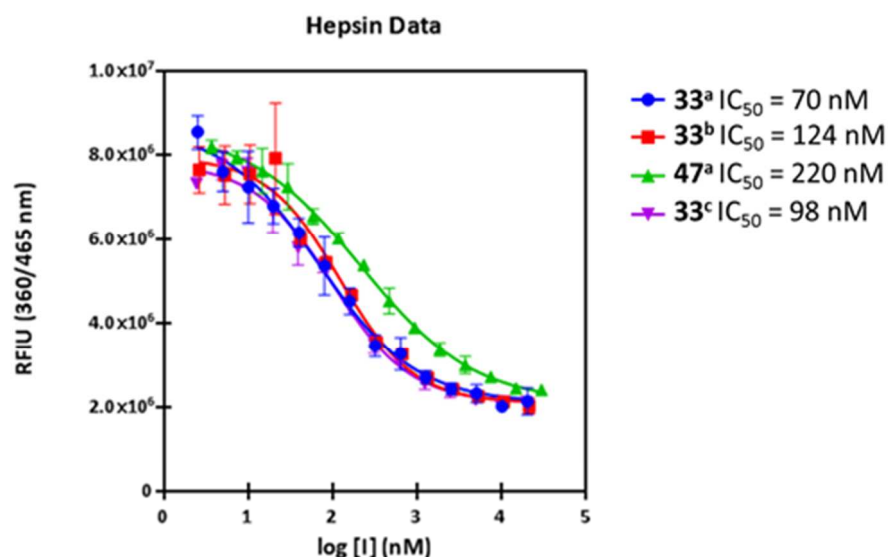 Hepsin Data
1.0x10⁷
8.0x10⁶
6.0x10⁶
4.0x10⁶
2.0x10⁶
0
0 1 2 3 4 5
log [I] (nM)
RFIU (360/465 nm)
33ᵃ IC₅₀ = 70 nM
33ᵇ IC₅₀ = 124 nM
47ᵃ IC₅₀ = 220 nM
33ᶜ IC₅₀ = 98 nM